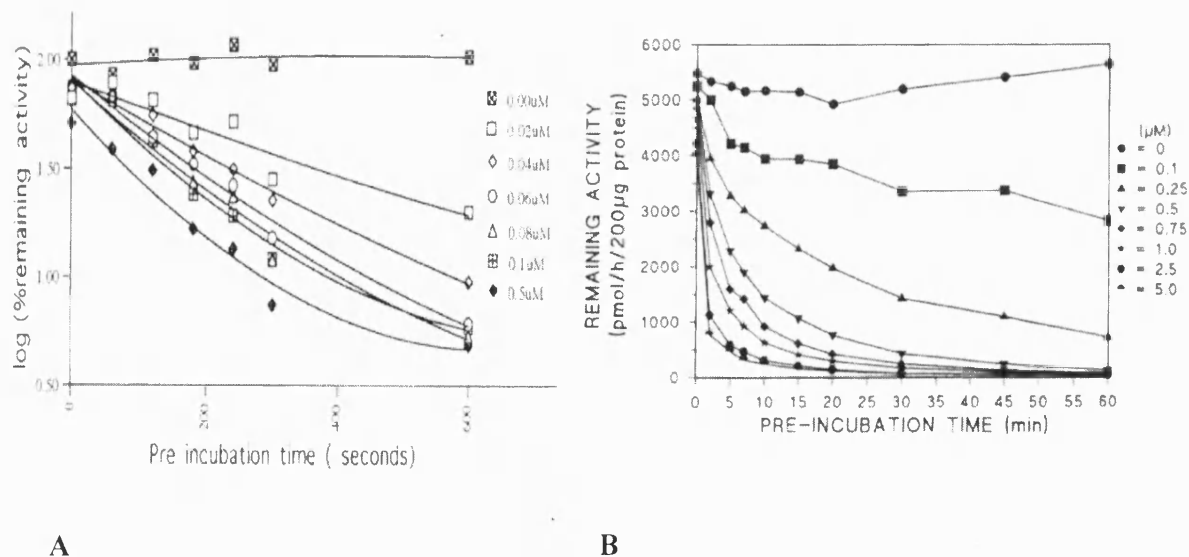 log (%remaining activity)
2.00
1.50
1.00
0.50
0
200
600
Pre incubation time ( seconds)
0.00uM
0.02uM
0.04uM
0.06uM
0.08uM
0.1uM
0.5uM
A
REMAINING ACTIVITY
(pmol/h/200µg protein)
6000
5000
4000
3000
2000
1000
0
0 5 10 15 20 25 30 35 40 45 50 55 60
PRE-INCUBATION TIME (min)
(µM)
= 0
= 0.1
= 0.25
= 0.5
= 0.75
= 1.0
= 2.5
= 5.0
B